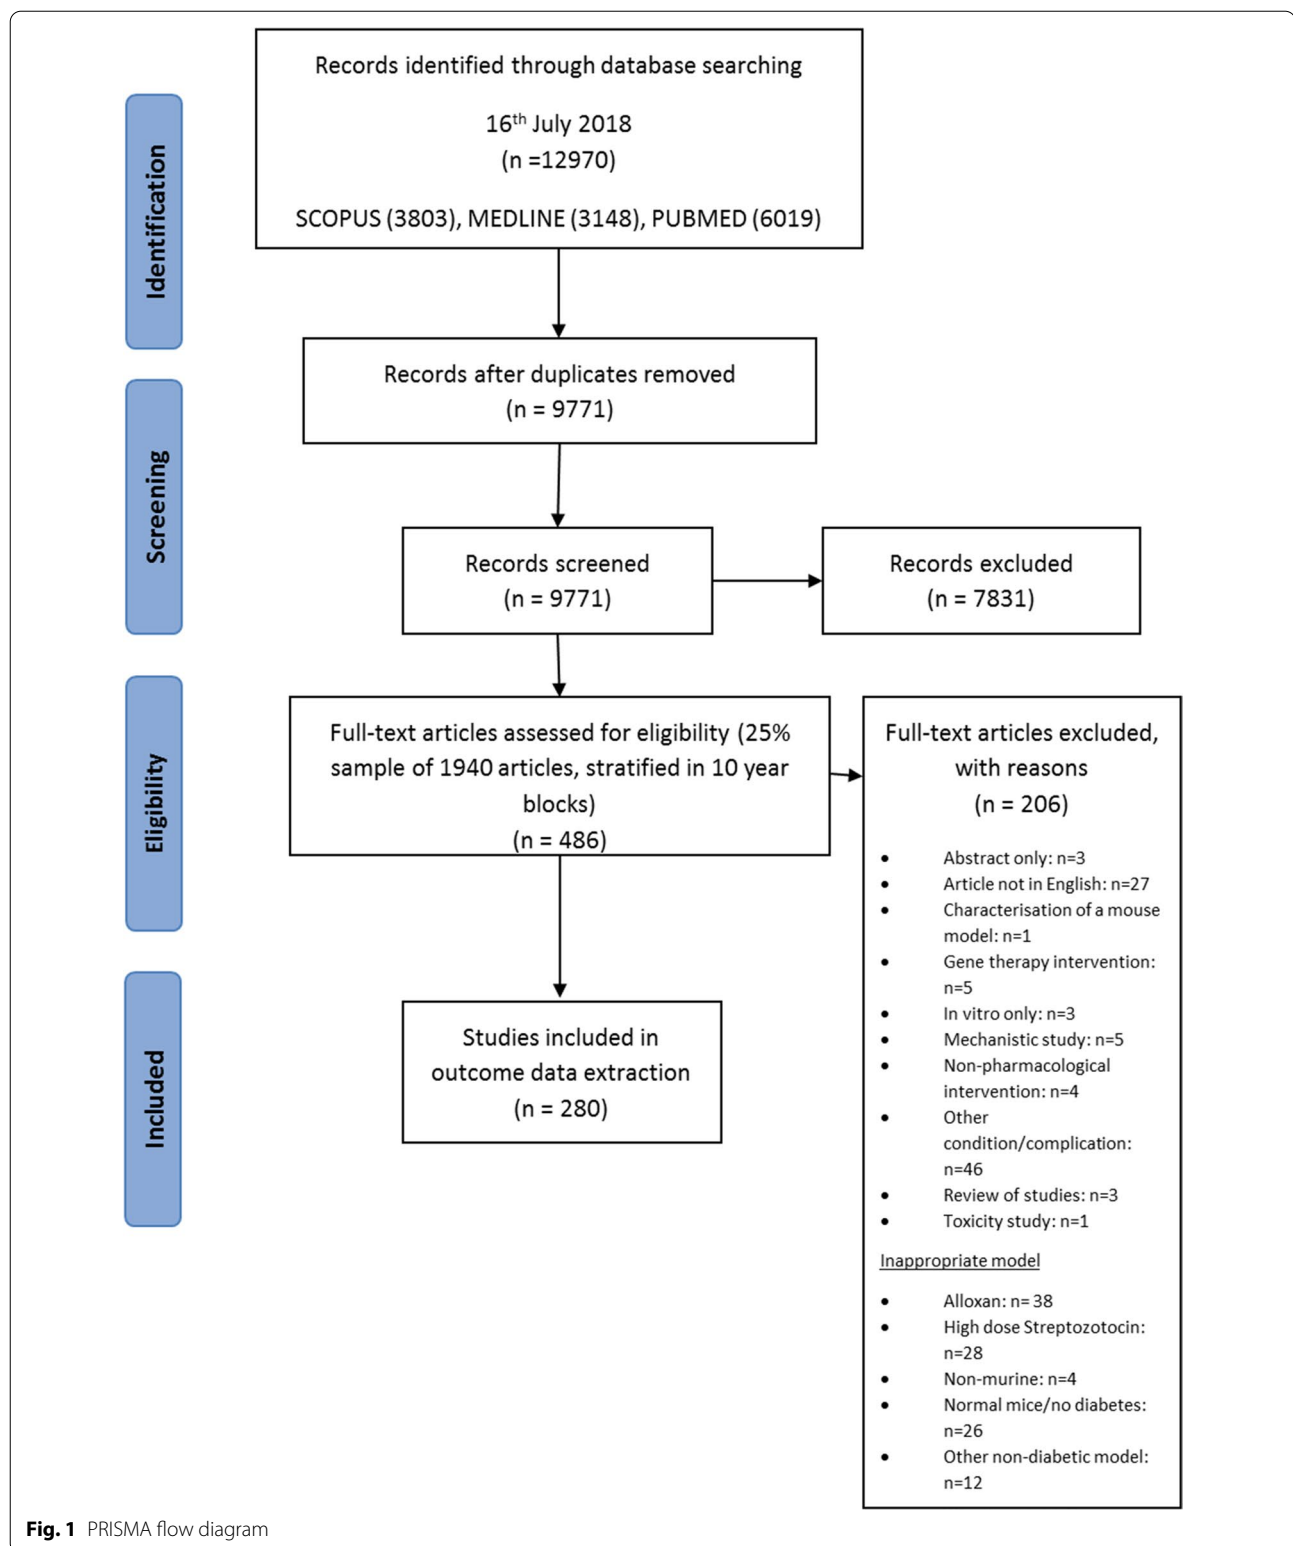 Records identified through database searching
16th July 2018
(n =12970)
SCOPUS (3803), MEDLINE (3148), PUBMED (6019)
Identification
Records after duplicates removed
(n = 9771)
Screening
Records screened
(n = 9771)
Records excluded
(n = 7831)
Eligibility
Full-text articles assessed for eligibility (25%
sample of 1940 articles, stratified in 10 year
blocks)
(n = 486)
Full-text articles excluded,
with reasons
(n = 206)
• Abstract only: n=3
• Article not in English: n=27
• Characterisation of a mouse
model: n=1
• Gene therapy intervention:
n=5
• In vitro only: n=3
• Mechanistic study: n=5
• Non-pharmacological
intervention: n=4
• Other
condition/complication:
n=46
• Review of studies: n=3
• Toxicity study: n=1
Inappropriate model
• Alloxan: n= 38
• High dose Streptozotocin:
n=28
• Non-murine: n=4
• Normal mice/no diabetes:
n=26
• Other non-diabetic model:
n=12
Included
Studies included in
outcome data extraction
(n = 280)
Fig. 1 PRISMA flow diagram